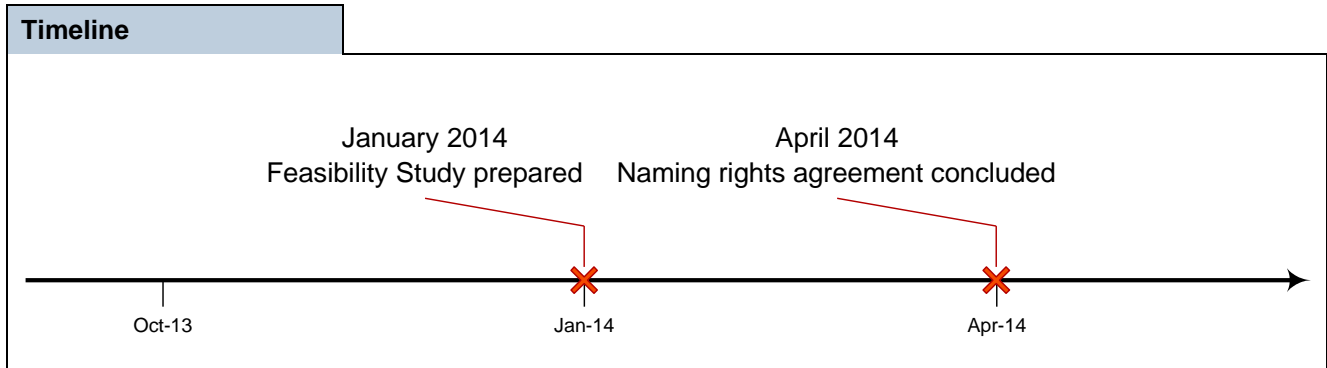 Timeline
January 2014
Feasibility Study prepared
April 2014
Naming rights agreement concluded
Oct-13
Jan-14
Apr-14